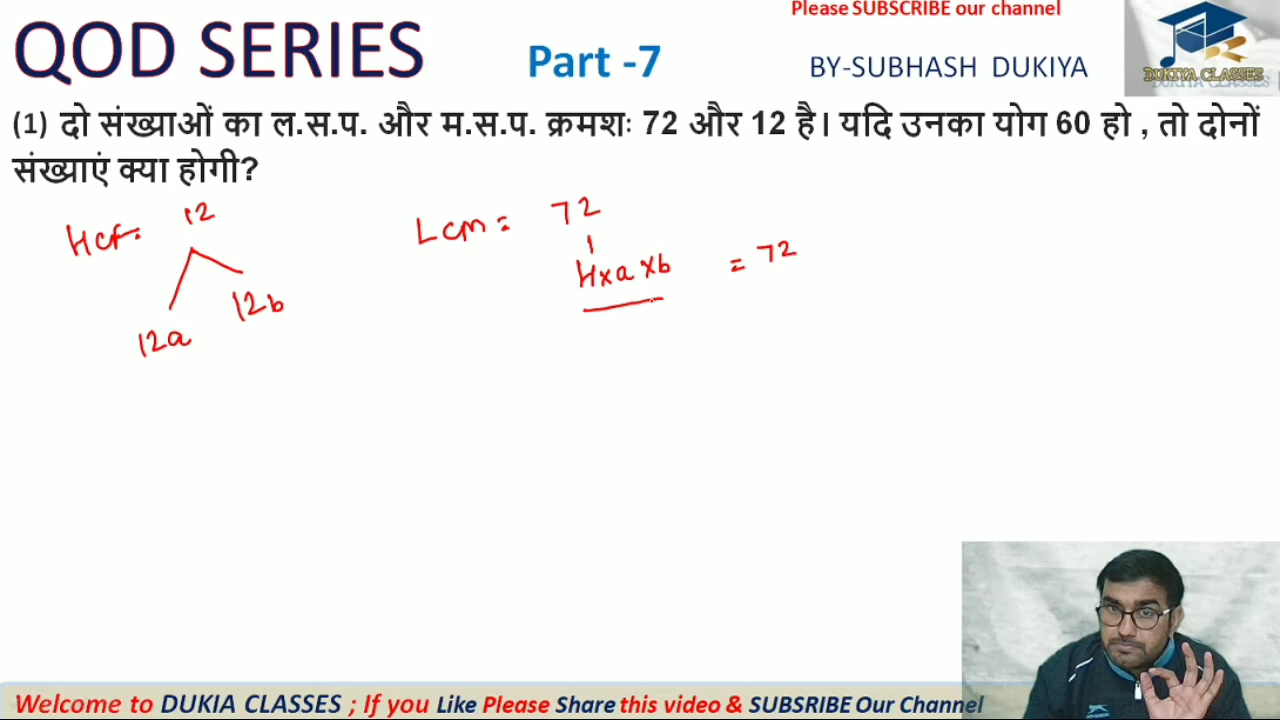 Please SUBSCRIBE our channel
QOD SERIES
Part -7
BY-SUBHASH DUKIYA
DUKIYA CLASSES
(1) दो संख्याओं का ल.स.प. और म.स.प. क्रमशः 72 और 12 है। यदि उनका योग 60 हो , तो दोनों
संख्याएं क्या होगी?
Hcf= 12
12a
12b
Lcm = 72
H×a×b = 72
Welcome to DUKIA CLASSES ; If you Like Please Share this video & SUBSRIBE Our Channel